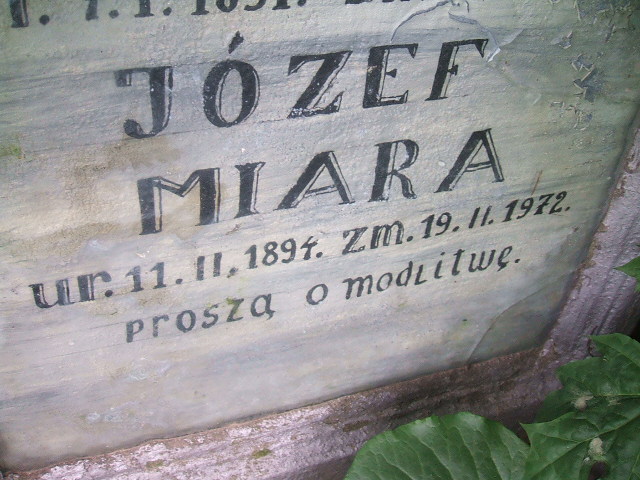 JÓZEF
MIARA
ur. 11. II. 1894. zm. 19. II. 1972.
proszą o modlitwę.